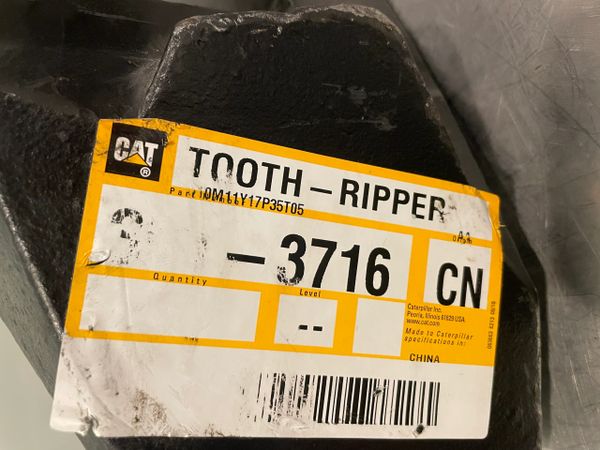 CAT
®
TOOTH – RIPPER
Part
0M11Y17P35T05
– 3716
CN
Quantity
Level
--
Caterpillar Inc.
Peoria, Illinois 61629 USA
www.cat.com
Made to Caterpillar
specifications in:
CHINA